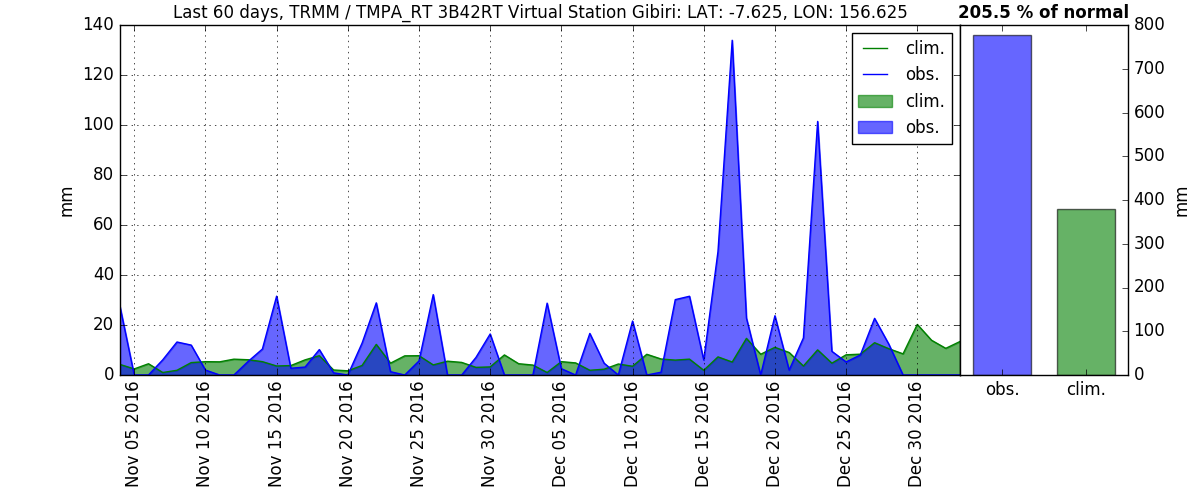 Last 60 days, TRMM / TMPA_RT 3B42RT Virtual Station Gibiri: LAT: -7.625, LON: 156.625
205.5 % of normal
140
120
100
80
60
40
20
0
mm
clim.
obs.
clim.
obs.
Nov 05 2016
Nov 10 2016
Nov 15 2016
Nov 20 2016
Nov 25 2016
Nov 30 2016
Dec 05 2016
Dec 10 2016
Dec 15 2016
Dec 20 2016
Dec 25 2016
Dec 30 2016
800
700
600
500
400
300
200
100
0
mm
obs.
clim.